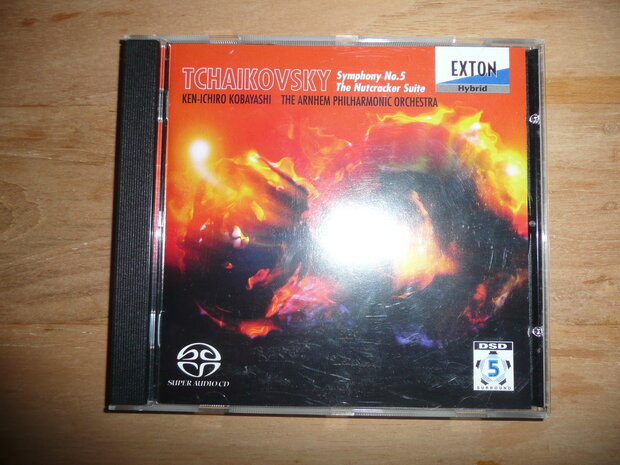 TCHAIKOVSKY
Symphony No.5
The Nutcracker Suite
KEN-ICHIRO KOBAYASHI THE ARNHEM PHILHARMONIC ORCHESTRA
EXTON
Hybrid
SUPER AUDIO CD
DSD
5
SURROUND